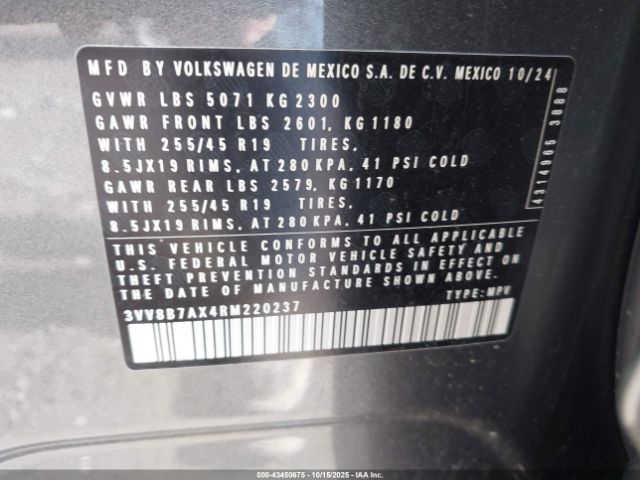 MFD BY VOLKSWAGEN DE MEXICO S.A. DE C.V. MEXICO 10/24
GVWR LBS 5071 KG 2300
GAWR FRONT LBS 2601, KG 1180
WITH 255/45 R19 TIRES,
8.5JX19 RIMS, AT 280 KPA, 41 PSI COLD
GAWR REAR LBS 2579, KG 1170
WITH 255/45 R19 TIRES,
8.5JX19 RIMS, AT 280 KPA, 41 PSI COLD
THIS VEHICLE CONFORMS TO ALL APPLICABLE
U.S. FEDERAL MOTOR VEHICLE SAFETY AND
THEFT PREVENTION STANDARDS IN EFFECT ON
THE DATE OF MANUFACTURE SHOWN ABOVE.
3VV8B7AX4RM220237 TYPE: MPV
4314965 3888
000-43450675 - 10/15/2025 - IAAI.COM